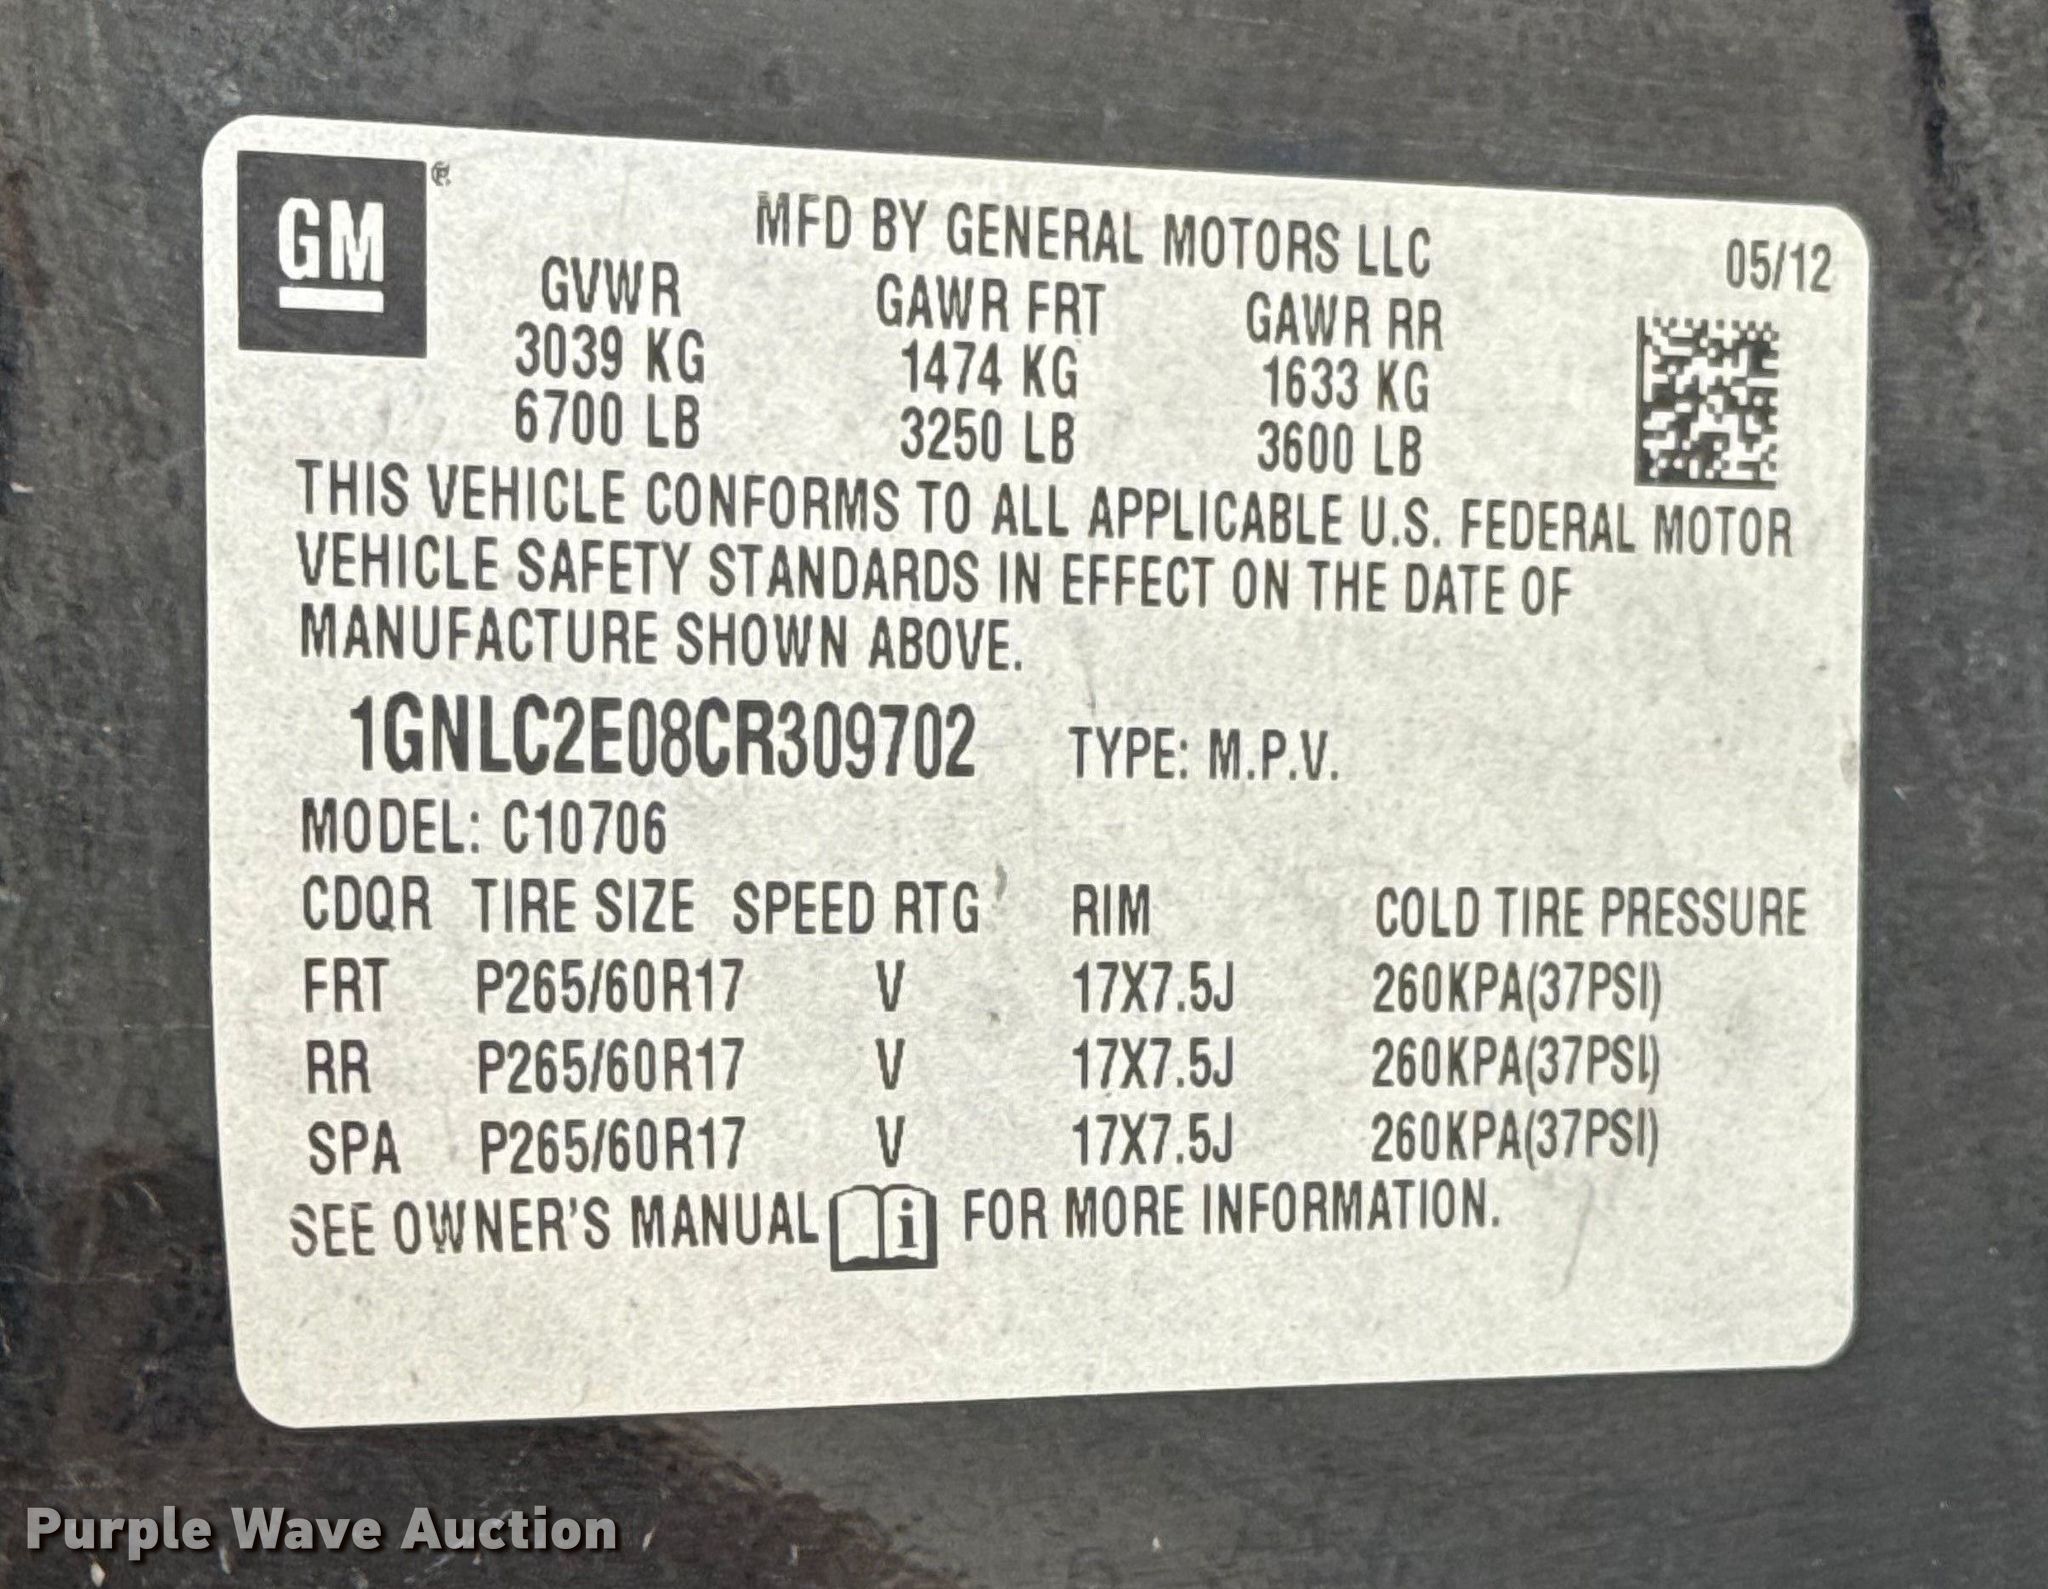 GM
MFD BY GENERAL MOTORS LLC 05/12
GVWR GAWR FRT GAWR RR
3039 KG 1474 KG 1633 KG
6700 LB 3250 LB 3600 LB
THIS VEHICLE CONFORMS TO ALL APPLICABLE U.S. FEDERAL MOTOR
VEHICLE SAFETY STANDARDS IN EFFECT ON THE DATE OF
MANUFACTURE SHOWN ABOVE.
1GNLC2E08CR309702 TYPE: M.P.V.
MODEL: C10706
CDQR TIRE SIZE SPEED RTG RIM COLD TIRE PRESSURE
FRT P265/60R17 V 17X7.5J 260KPA(37PSI)
RR P265/60R17 V 17X7.5J 260KPA(37PSI)
SPA P265/60R17 V 17X7.5J 260KPA(37PSI)
SEE OWNER'S MANUAL i FOR MORE INFORMATION.
Purple Wave Auction